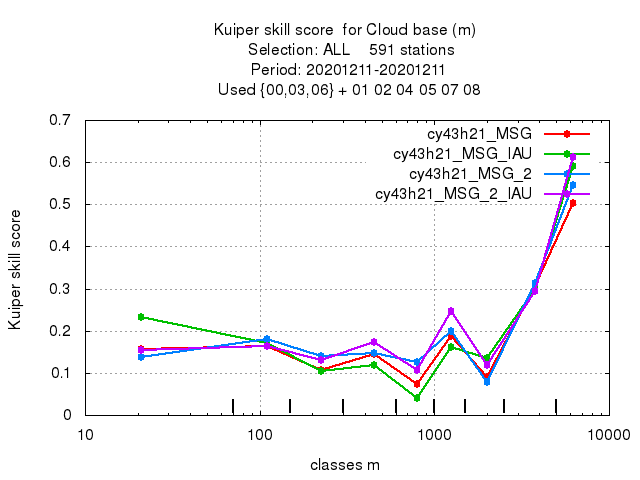 Kuiper skill score  for Cloud base (m)
Selection: ALL    591 stations
Period: 20201211-20201211
Used {00,03,06} + 01 02 04 05 07 08
cy43h21_MSG
cy43h21_MSG_IAU
cy43h21_MSG_2
cy43h21_MSG_2_IAU
Kuiper skill score
0.7
0.6
0.5
0.4
0.3
0.2
0.1
0
10 100 1000 10000
classes m